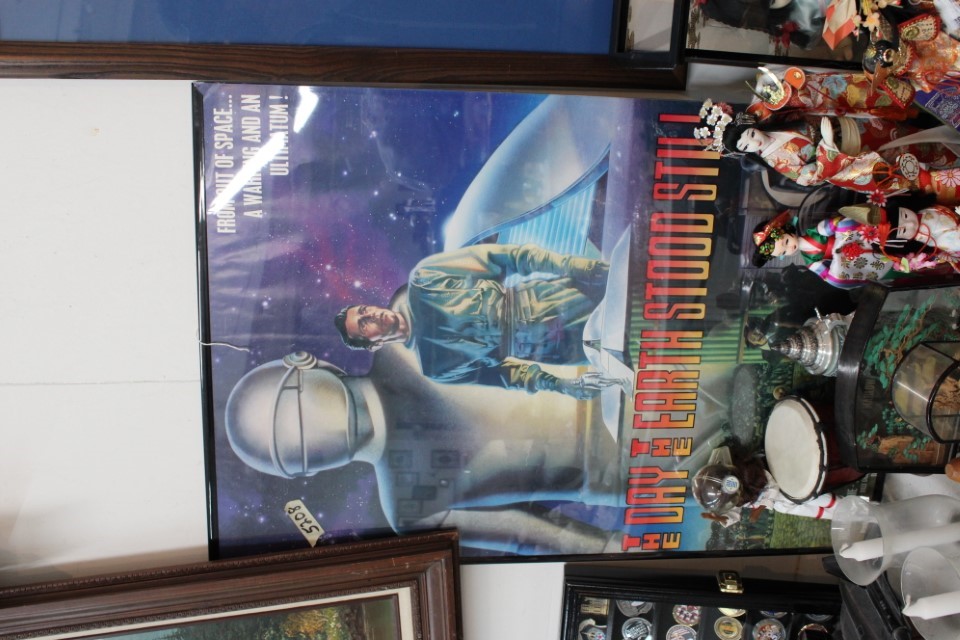 FROM OUT OF SPACE...
A WARNING AND AN
ULTIMATUM!
THE DAY THE EARTH STOOD STILL
5208